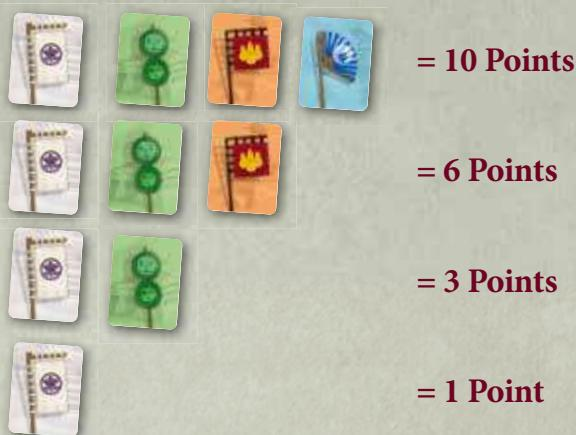 = 10 Points
= 6 Points
= 3 Points
= 1 Point